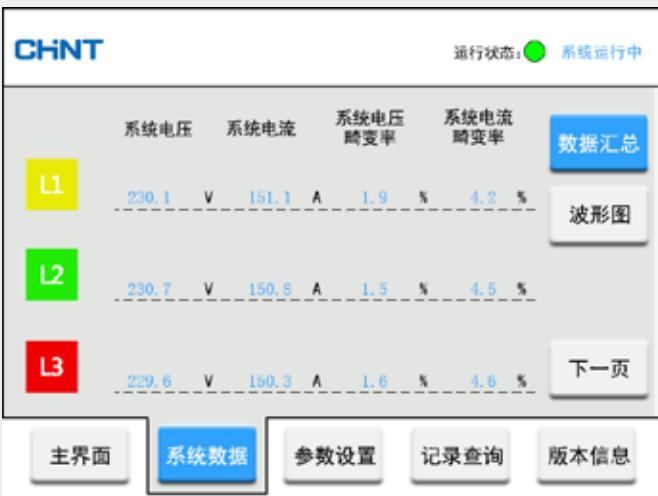 CHiNT
运行状态: 系统运行中
系统电压 系统电流 系统电压畸变率 系统电流畸变率
数据汇总
L1 230.1 V 151.1 A 1.9 % 4.2 %
波形图
L2 230.7 V 150.8 A 1.5 % 4.5 %
L3 229.6 V 150.3 A 1.6 % 4.6 %
下一页
主界面 系统数据 参数设置 记录查询 版本信息